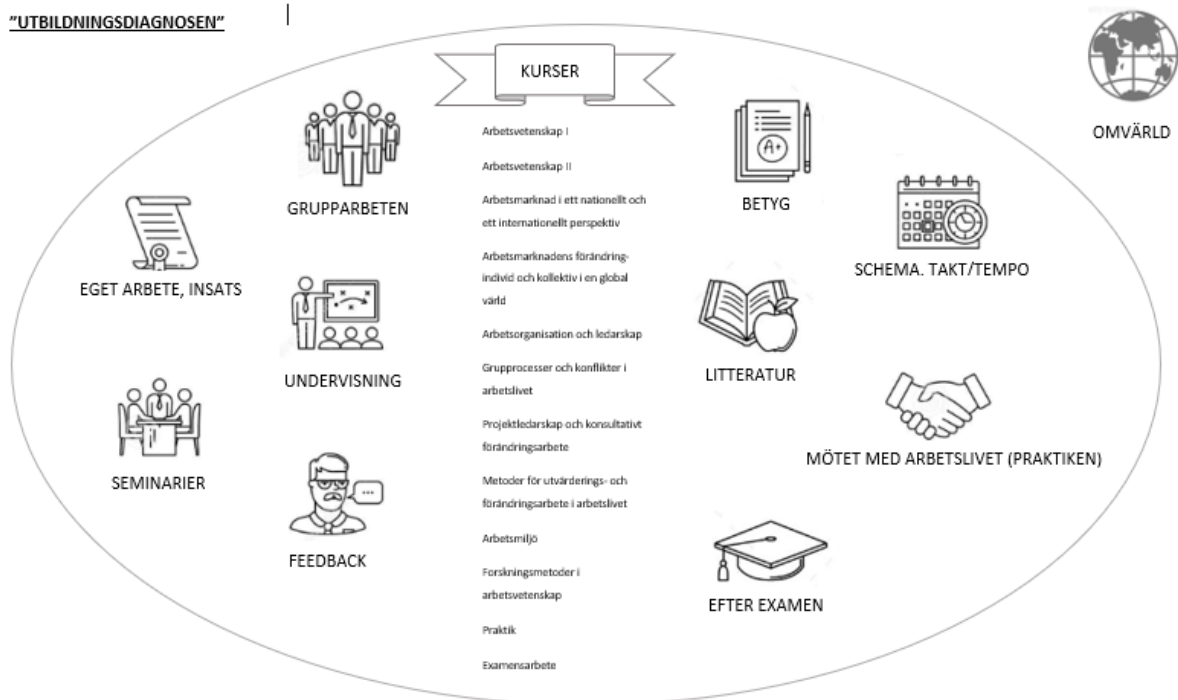 "UTBILDNINGSDIAGNOSEN"
KURSER
OMVÄRLD
Arbetsvetenskap I
Arbetsvetenskap II
Arbetsmarknad i ett nationellt och
ett internationellt perspektiv
Arbetsmarknadens förändring-
individ och kollektiv i en global
värld
Arbetsorganisation och ledarskap
Grupprocesser och konflikter i
arbetslivet
Projektledarskap och konsultativt
förändringsarbete
Metoder för utvärderings- och
förändringsarbete i arbetslivet
Arbetsmiljö
Forskningsmetoder i
arbetsvetenskap
Praktik
Examensarbete
GRUPPARBETEN
EGET ARBETE, INSATS
UNDERVISNING
SEMINARIER
FEEDBACK
...
A+
BETYG
SCHEMA. TAKT/TEMPO
LITTERATUR
MÖTET MED ARBETSLIVET (PRAKTIKEN)
EFTER EXAMEN